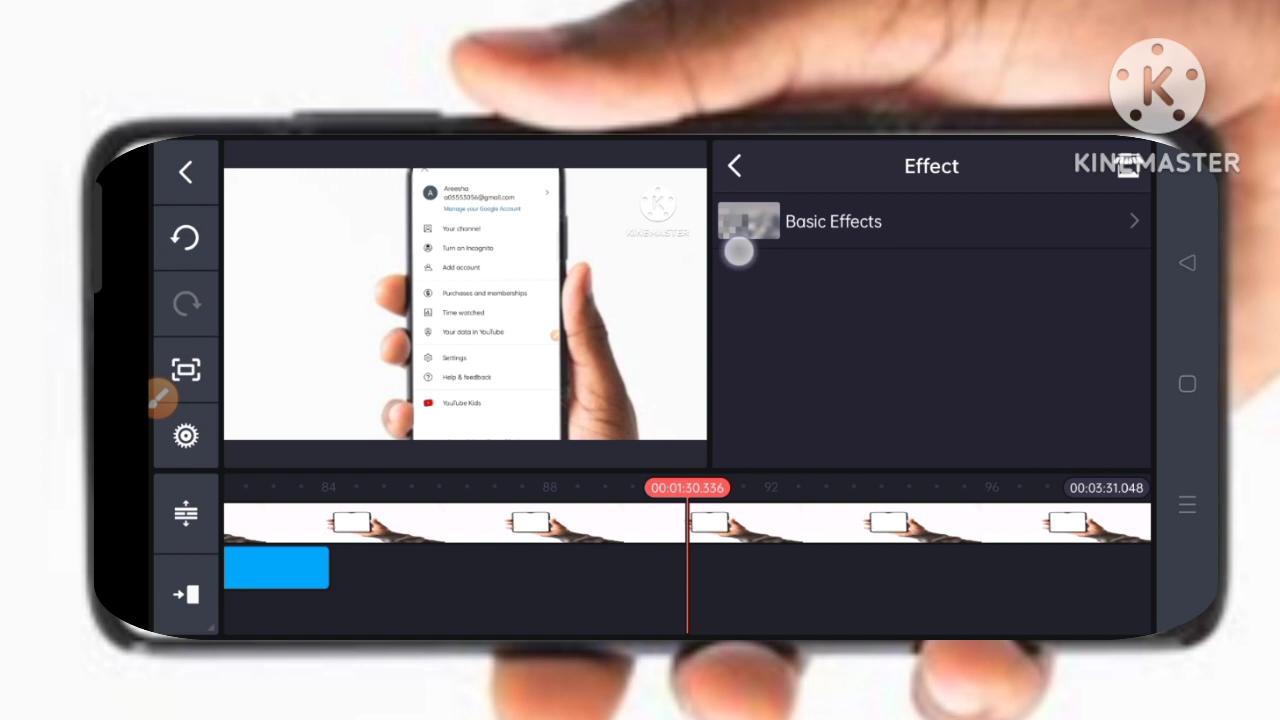 K
KINEMASTER
Effect
Basic Effects
A
Areesha
a05553056@gmail.com
Manage your Google Account
Your channel
Turn on Incognito
Add account
Purchases and memberships
Time watched
Your data in YouTube
Settings
Help & feedback
YouTube Kids
K
KINEMASTER
84
88
00:01:30.336
92
96
00:03:31.048